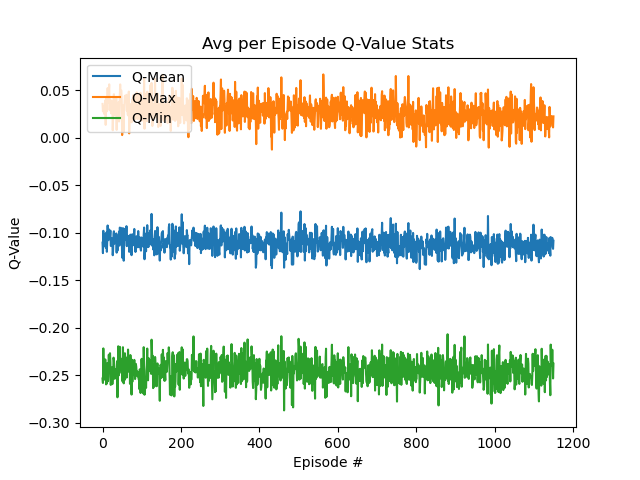 Avg per Episode Q-Value Stats
Q-Mean
Q-Max
Q-Min
0.05
0.00
−0.05
−0.10
−0.15
−0.20
−0.25
−0.30
Q-Value
0 200 400 600 800 1000 1200
Episode #